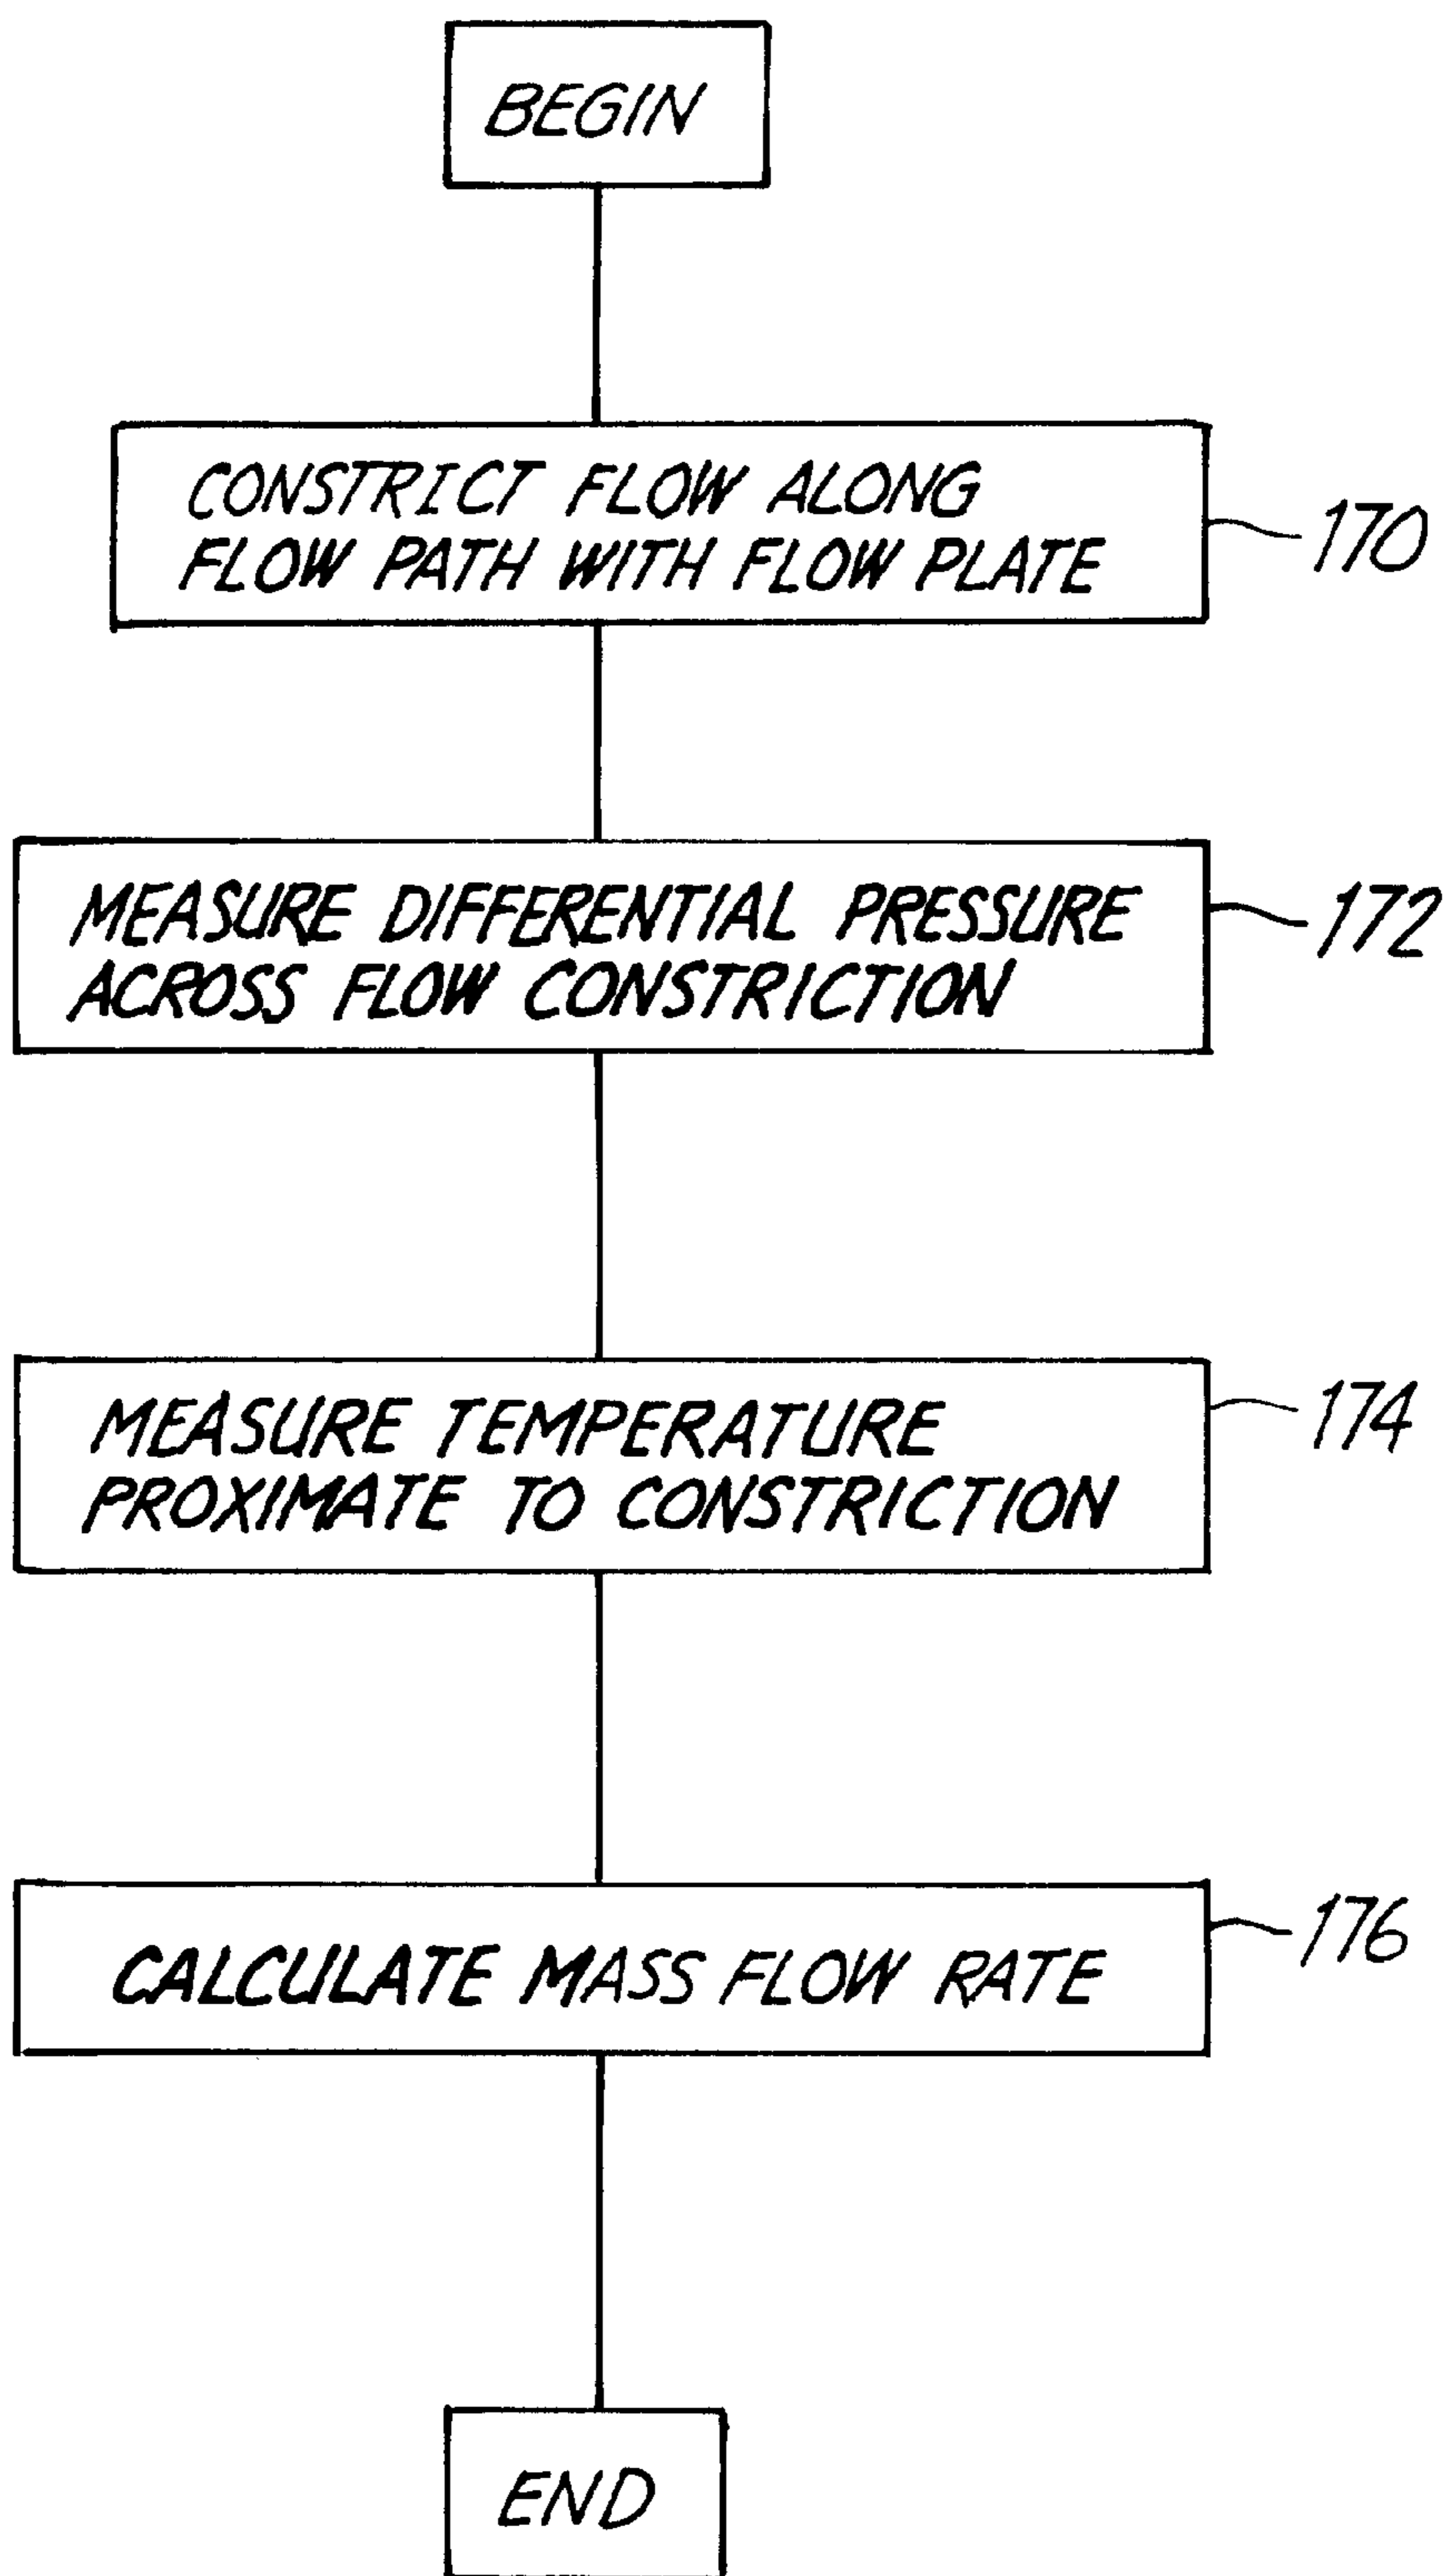 BEGIN
CONSTRICT FLOW ALONG
FLOW PATH WITH FLOW PLATE
170
MEASURE DIFFERENTIAL PRESSURE
ACROSS FLOW CONSTRICTION
172
MEASURE TEMPERATURE
PROXIMATE TO CONSTRICTION
174
CALCULATE MASS FLOW RATE
176
END